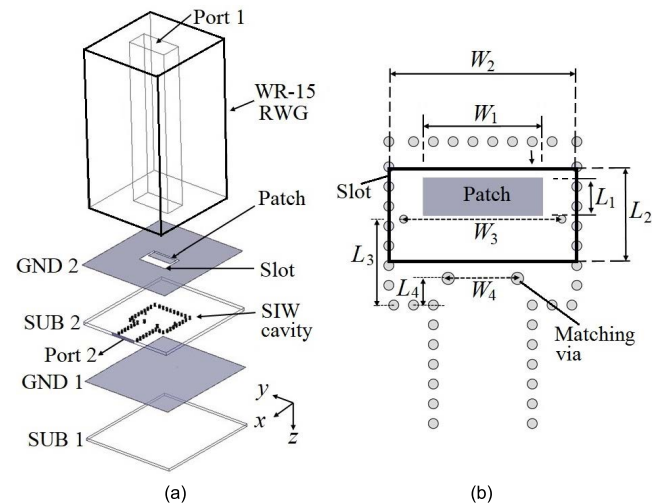 Port 1
WR-15
RWG
Patch
GND 2
Slot
SUB 2
SIW
cavity
Port 2
GND 1
SUB 1
y
x
z
(a)
W2
W1
Slot
Patch
L1
L2
W3
L3
L4
W4
Matching
via
(b)